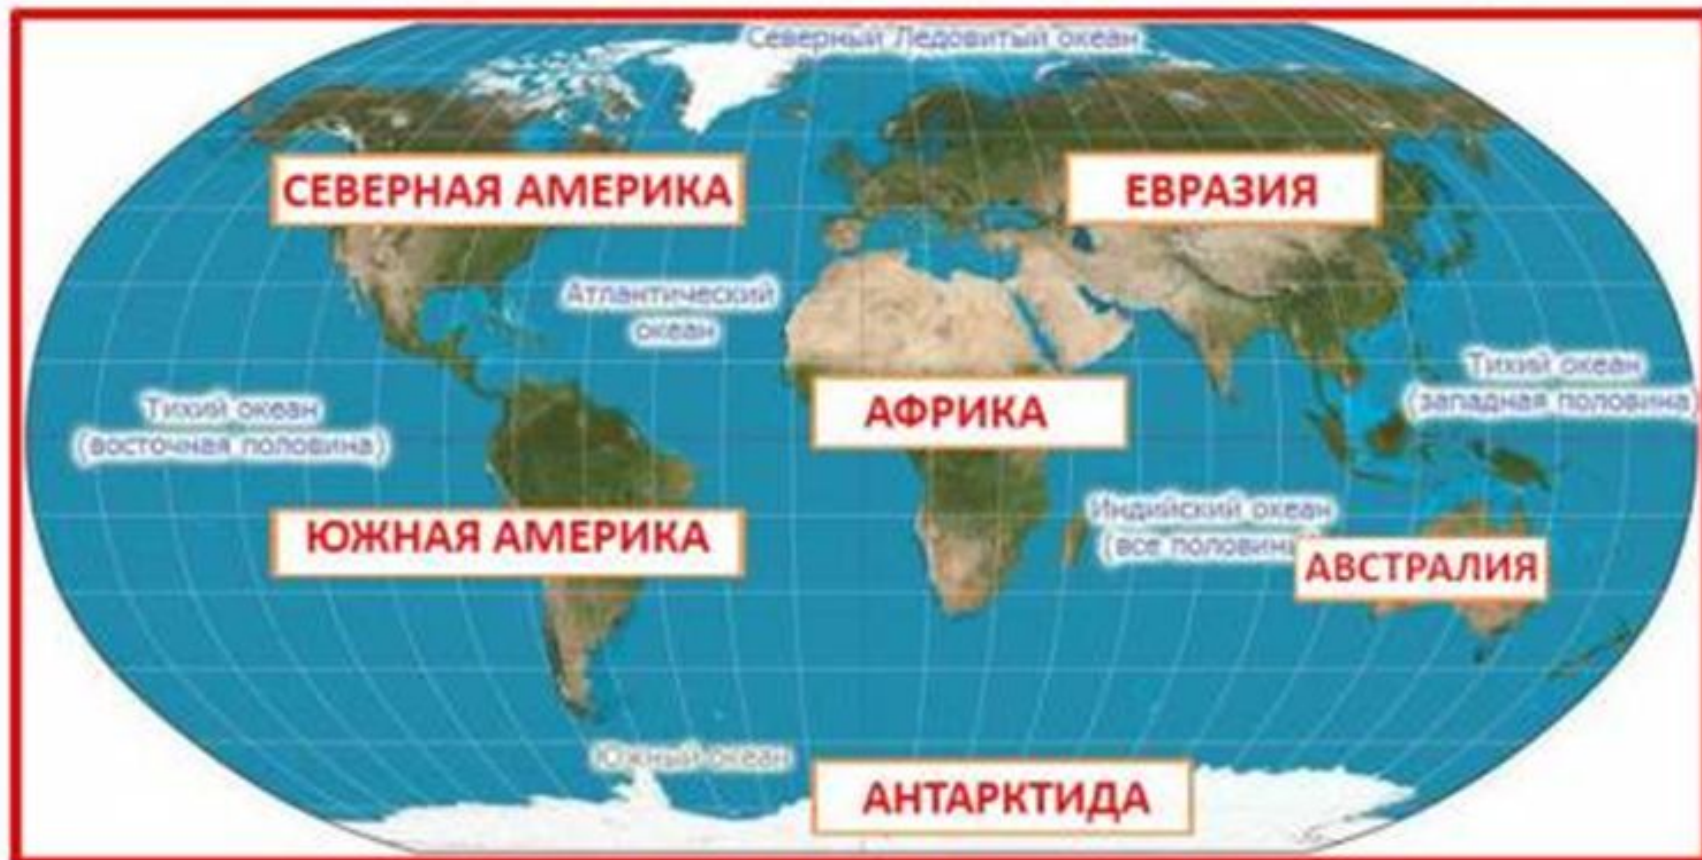 Северный Ледовитый океан
СЕВЕРНАЯ АМЕРИКА
ЕВРАЗИЯ
Атлантический
океан
Тихий океан
(западная половина)
АФРИКА
Тихий океан
(восточная половина)
Индийский океан
(все половины)
ЮЖНАЯ АМЕРИКА
АВСТРАЛИЯ
Южный океан
АНТАРКТИДА